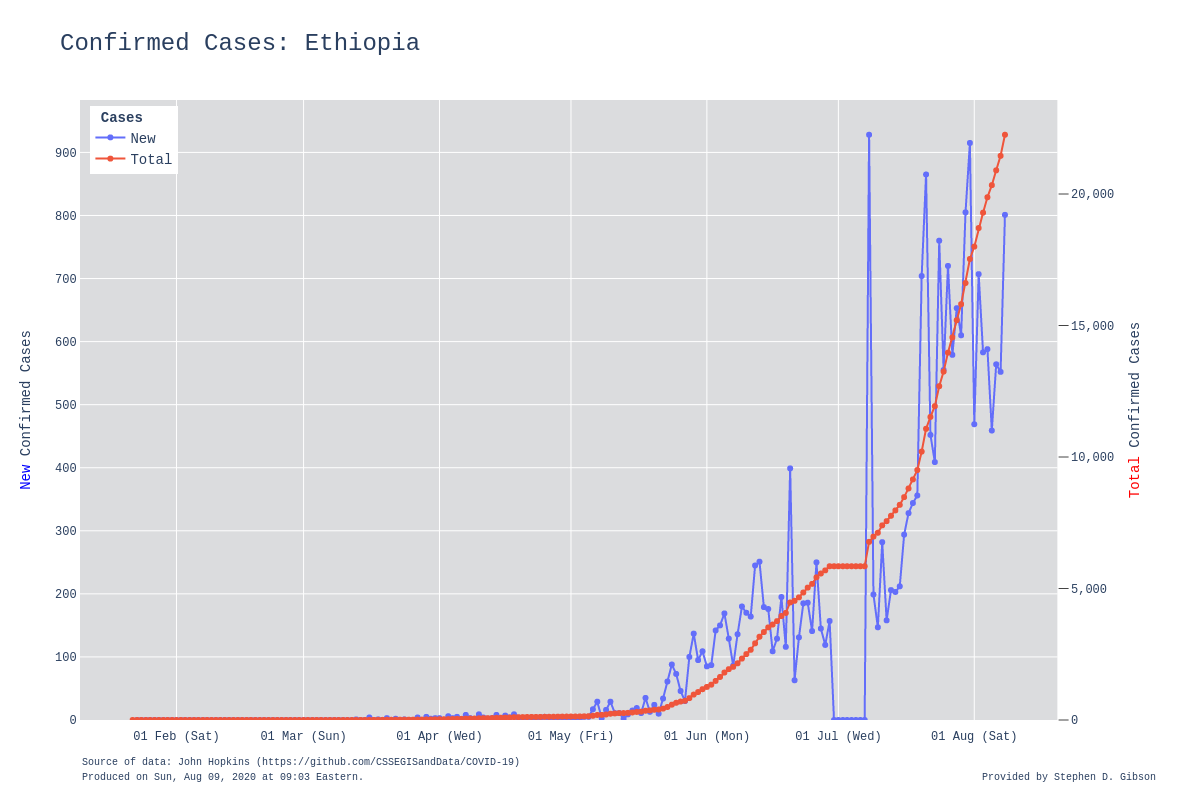 Confirmed Cases: Ethiopia
Cases
New
Total
900
800
700
600
500
400
300
200
100
0
New Confirmed Cases
20,000
15,000
10,000
5,000
0
Total Confirmed Cases
01 Feb (Sat)
01 Mar (Sun)
01 Apr (Wed)
01 May (Fri)
01 Jun (Mon)
01 Jul (Wed)
01 Aug (Sat)
Source of data: John Hopkins (https://github.com/CSSEGISandData/COVID-19)
Produced on Sun, Aug 09, 2020 at 09:03 Eastern.
Provided by Stephen D. Gibson